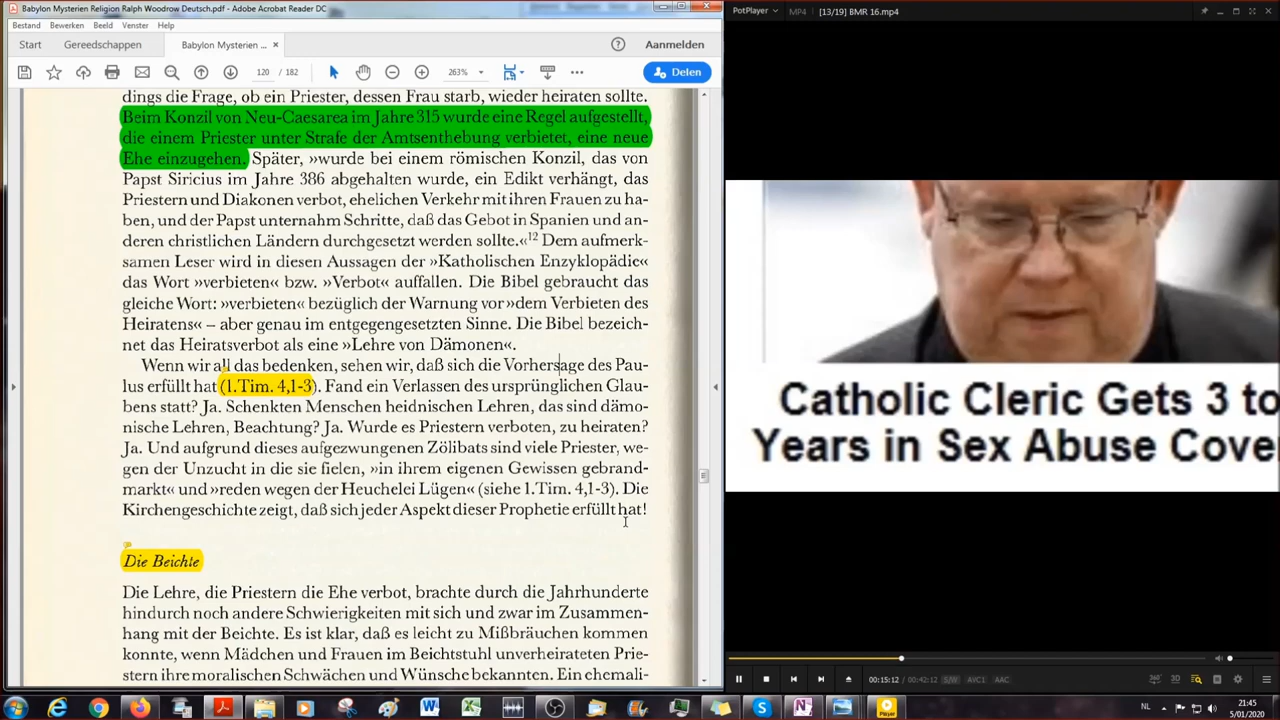 Babylon Mysterien Religion Ralph Woodrow Deutsch.pdf - Adobe Acrobat Reader DC
Bestand Bewerken Beeld Venster Help
Start Gereedschappen Babylon Mysterien ... × Aanmelden
120 / 182 263% Delen
dings die Frage, ob ein Priester, dessen Frau starb, wieder heiraten sollte.
Beim Konzil von Neu-Caesarea im Jahre 315 wurde eine Regel aufgestellt,
die einem Priester unter Strafe der Amtsenthebung verbietet, eine neue
Ehe einzugehen. Später, »wurde bei einem römischen Konzil, das von
Papst Siricius im Jahre 386 abgehalten wurde, ein Edikt verhängt, das
Priestern und Diakonen verbot, ehelichen Verkehr mit ihren Frauen zu ha-
ben, und der Papst unternahm Schritte, daß das Gebot in Spanien und an-
deren christlichen Ländern durchgesetzt werden sollte.«12 Dem aufmerk-
samen Leser wird in diesen Aussagen der »Katholischen Enzyklopädie«
das Wort »verbieten« bzw. »Verbot« auffallen. Die Bibel gebraucht das
gleiche Wort: »verbieten« bezüglich der Warnung vor »dem Verbieten des
Heiratens« – aber genau im entgegengesetzten Sinne. Die Bibel bezeich-
net das Heiratsverbot als eine »Lehre von Dämonen«.
Wenn wir all das bedenken, sehen wir, daß sich die Vorhersage des Pau-
lus erfüllt hat (1.Tim. 4,1-3). Fand ein Verlassen des ursprünglichen Glau-
bens statt? Ja. Schenkten Menschen heidnischen Lehren, das sind dämo-
nische Lehren, Beachtung? Ja. Wurde es Priestern verboten, zu heiraten?
Ja. Und aufgrund dieses aufgezwungenen Zölibats sind viele Priester, we-
gen der Unzucht in die sie fielen, »in ihrem eigenen Gewissen gebrand-
markt« und »reden wegen der Heuchelei Lügen« (siehe 1.Tim. 4,1-3). Die
Kirchengeschichte zeigt, daß sich jeder Aspekt dieser Prophetie erfüllt hat!
Die Beichte
Die Lehre, die Priestern die Ehe verbot, brachte durch die Jahrhunderte
hindurch noch andere Schwierigkeiten mit sich und zwar im Zusammen-
hang mit der Beichte. Es ist klar, daß es leicht zu Mißbräuchen kommen
konnte, wenn Mädchen und Frauen im Beichtstuhl unverheirateten Prie-
stern ihre moralischen Schwächen und Wünsche bekannten. Ein ehemali-
PotPlayer MP4 [13/19] BMR 16.mp4
Catholic Cleric Gets 3 to
Years in Sex Abuse Cove
00:15:12 / 00:42:12 S/W AVC1 AAC
NL 21:45
5/01/2020